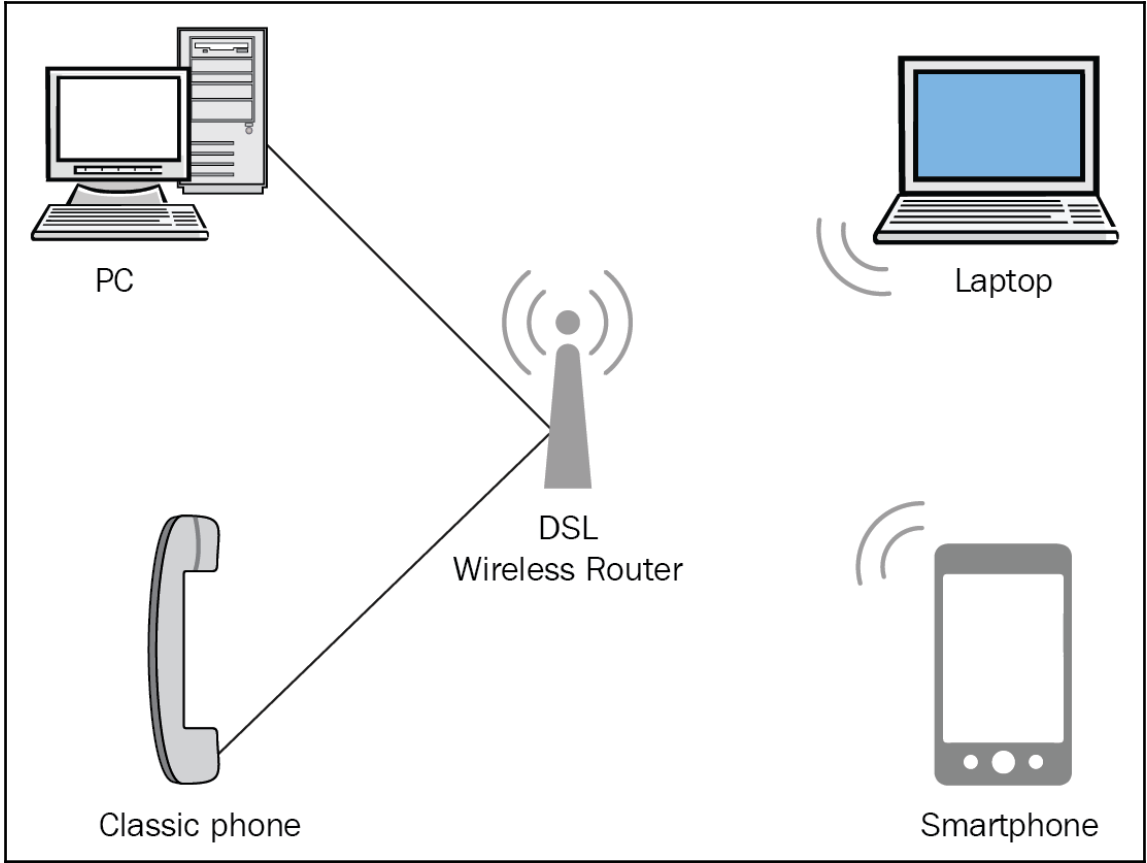 PC
Laptop
DSL
Wireless Router
Classic phone
Smartphone